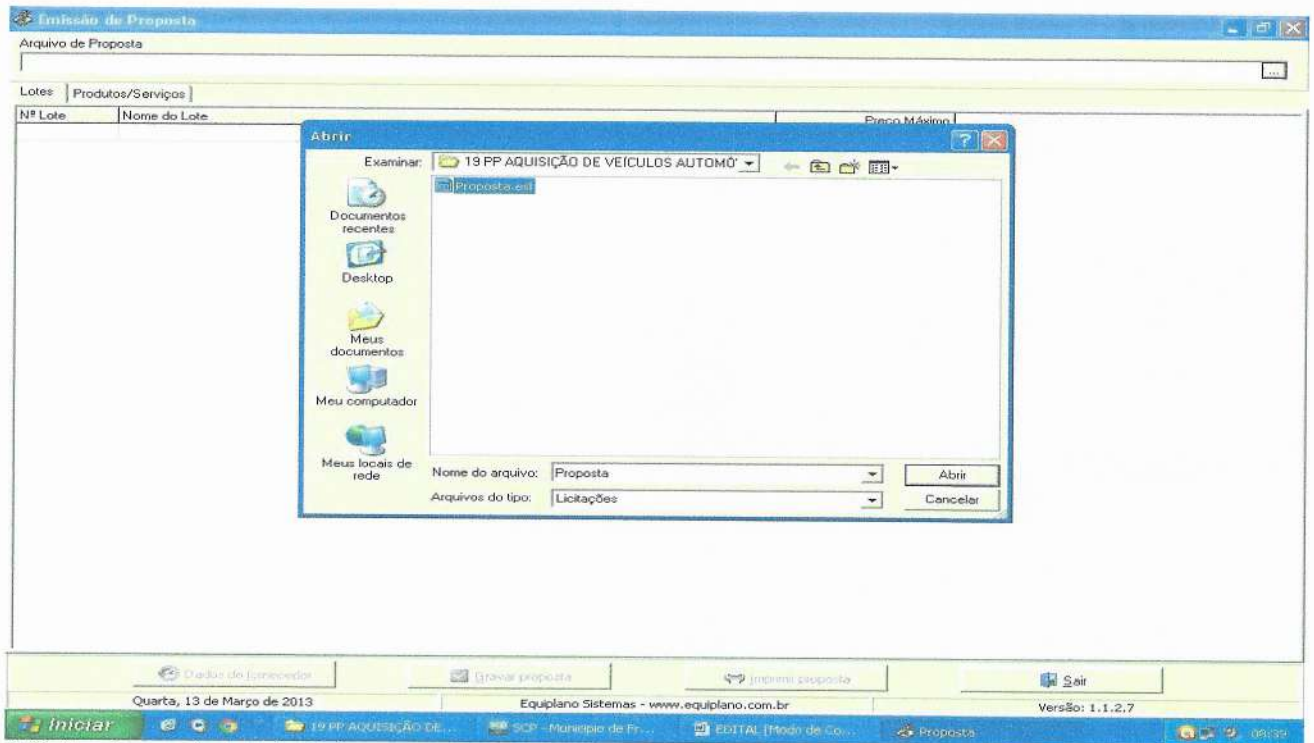 Emissão de Proposta
Arquivo de Proposta
...
Lotes Produtos/Serviços
Nº Lote Nome do Lote Preço Máximo
Abrir
Examinar: 19 PP AQUISIÇÃO DE VEÍCULOS AUTOMÓ
Proposta.esl
Documentos recentes
Desktop
Meus documentos
Meu computador
Meus locais de rede
Nome do arquivo: Proposta Abrir
Arquivos do tipo: Licitações Cancelar
Dados do fornecedor Gravar proposta Imprimir proposta Sair
Quarta, 13 de Março de 2013 Equiplano Sistemas - www.equiplano.com.br Versão: 1.1.2.7
Iniciar 19 PP AQUISIÇÃO DE... SCP - Municipio de Fr... EDITAL [Modo de Co... Proposta 09:39